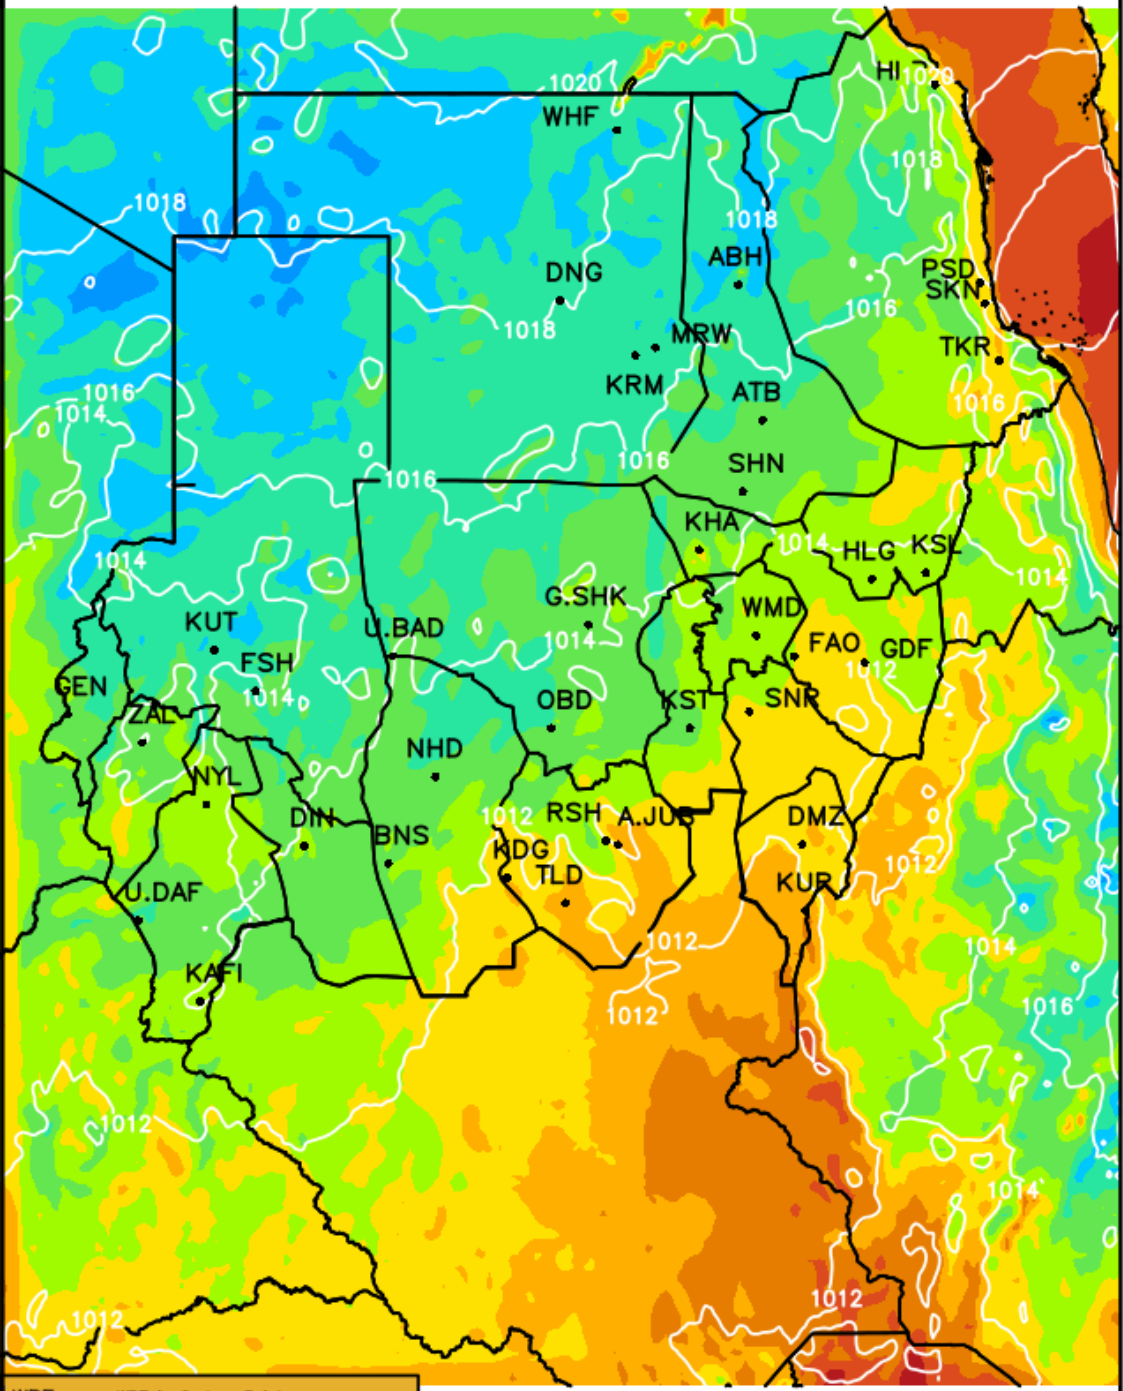 HI 1020
1020
WHF
1018
1018
1018
ABH
DNG
PSD
SKN
1016
1018
MRW
TKR
KRM
1016
ATB
1016
1014
1016
SHN
1016
KHA
1014
HLG
KSL
1014
1014
G.SHK
WMD
KUT
U.BAD
1014
FAO
GDF
FSH
1012
GEN
1014
OBD
KST
SNR
ZAL
NHD
NYL
1012
RSH
A.JUB
DMZ
DIN
BNS
KDG
1012
TLD
KUR
U.DAF
1012
1014
KAFI
1016
1012
1012
1014
1012
1012